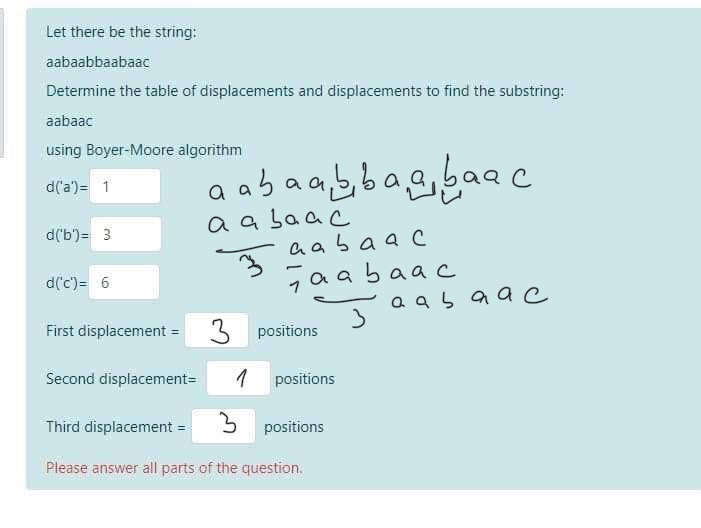 Let there be the string:
aabaabbaabaac
Determine the table of displacements and displacements to find the substring:
aabaac
using Boyer-Moore algorithm
d('a')= 1
a a b a a b b a a b a a c
d('b')= 3
a a b a a c
a a b a a c
3
d('c')= 6
1 a a b a a c
3 a a b a a c
First displacement = 3 positions
Second displacement= 1 positions
Third displacement = 3 positions
Please answer all parts of the question.